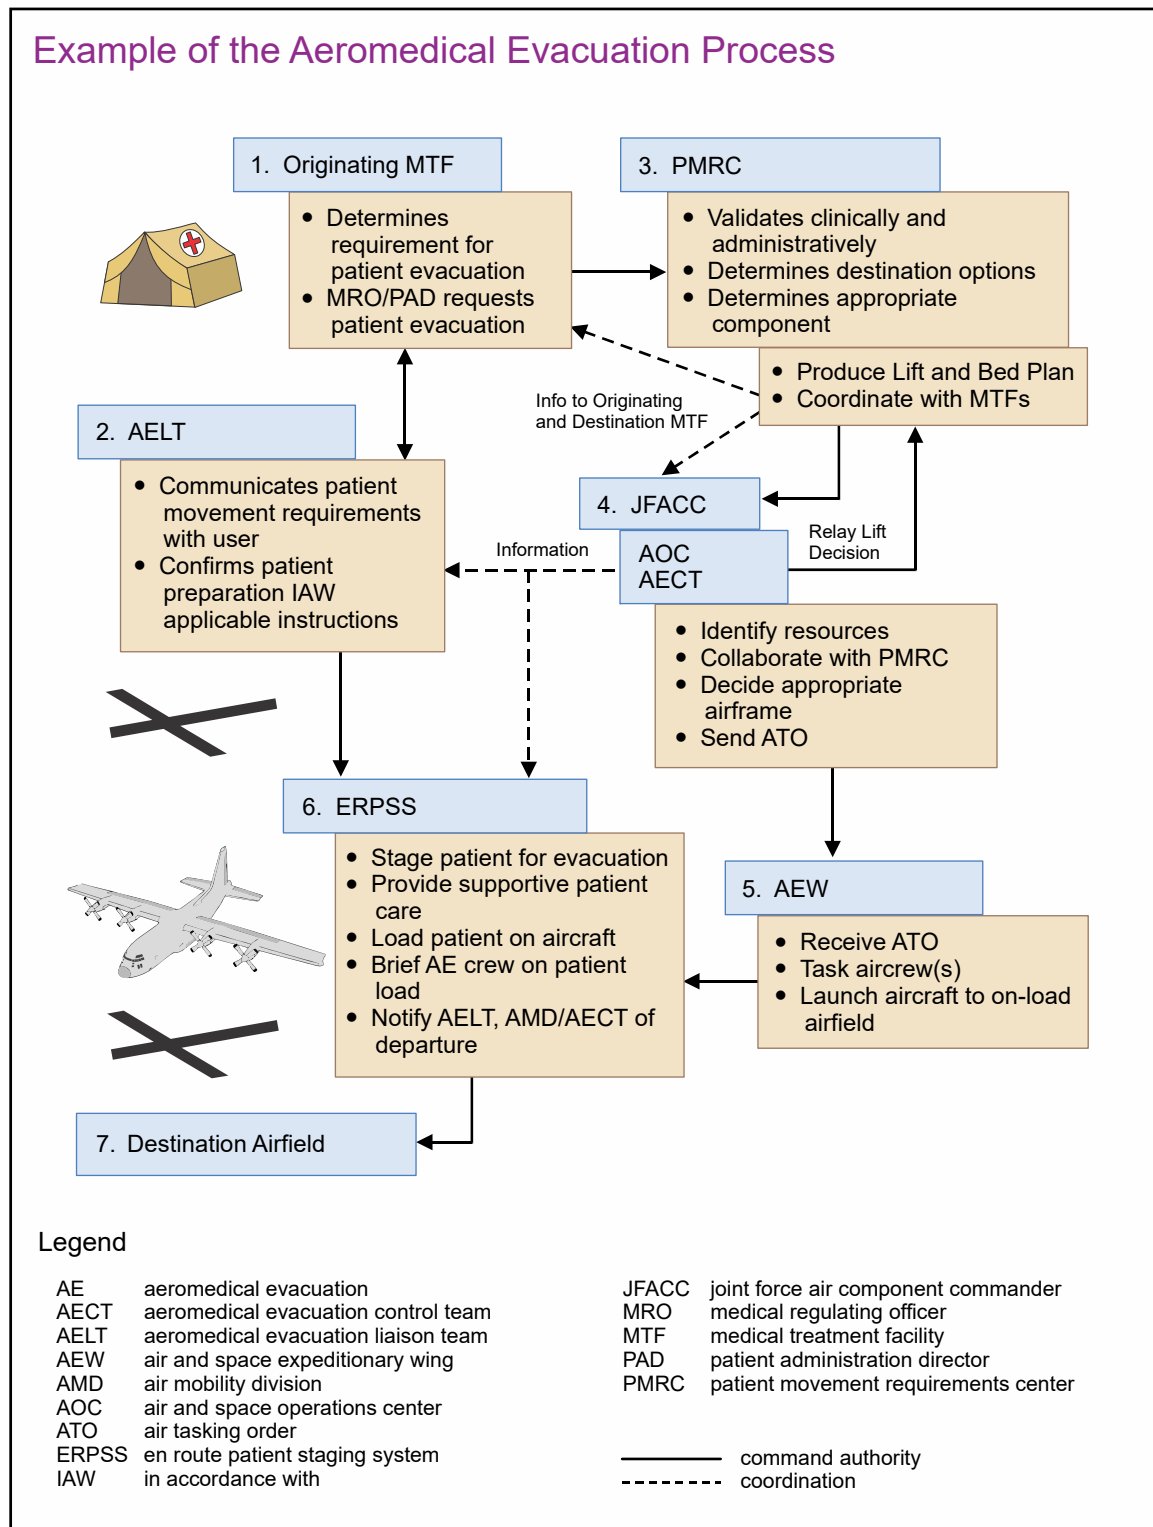 Example of the Aeromedical Evacuation Process
1. Originating MTF
• Determines
requirement for
patient evacuation
• MRO/PAD requests
patient evacuation
3. PMRC
• Validates clinically and
administratively
• Determines destination options
• Determines appropriate
component
• Produce Lift and Bed Plan
• Coordinate with MTFs
Info to Originating
and Destination MTF
2. AELT
• Communicates patient
movement requirements
with user
• Confirms patient
preparation IAW
applicable instructions
4. JFACC
AOC
AECT
Information
Relay Lift
Decision
• Identify resources
• Collaborate with PMRC
• Decide appropriate
airframe
• Send ATO
6. ERPSS
• Stage patient for evacuation
• Provide supportive patient
care
• Load patient on aircraft
• Brief AE crew on patient
load
• Notify AELT, AMD/AECT of
departure
5. AEW
• Receive ATO
• Task aircrew(s)
• Launch aircraft to on-load
airfield
7. Destination Airfield
Legend
AE aeromedical evacuation
AECT aeromedical evacuation control team
AELT aeromedical evacuation liaison team
AEW air and space expeditionary wing
AMD air mobility division
AOC air and space operations center
ATO air tasking order
ERPSS en route patient staging system
IAW in accordance with
JFACC joint force air component commander
MRO medical regulating officer
MTF medical treatment facility
PAD patient administration director
PMRC patient movement requirements center
command authority
coordination